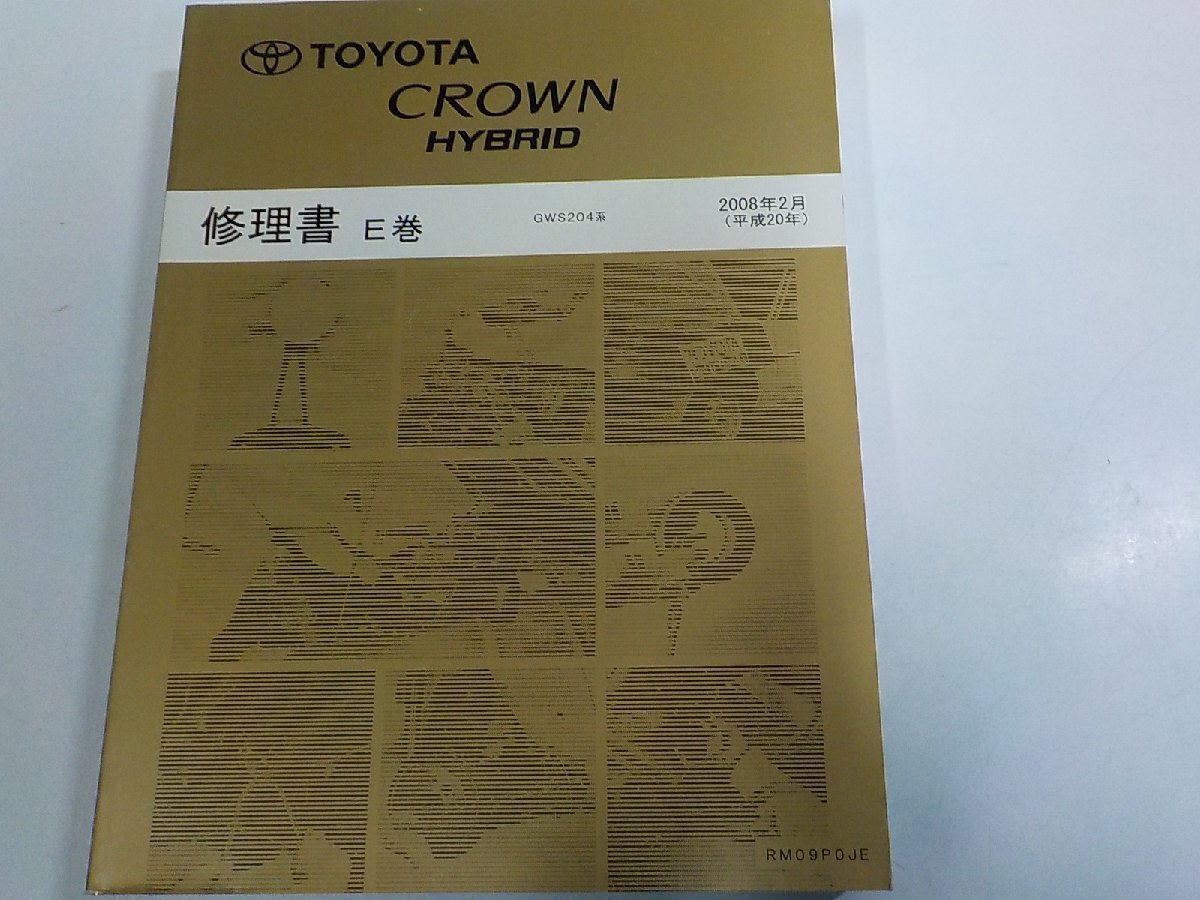 TOYOTA
CROWN
HYBRID
修理書 E巻
GWS204系
2008年2月
(平成20年)
RM09P0JE